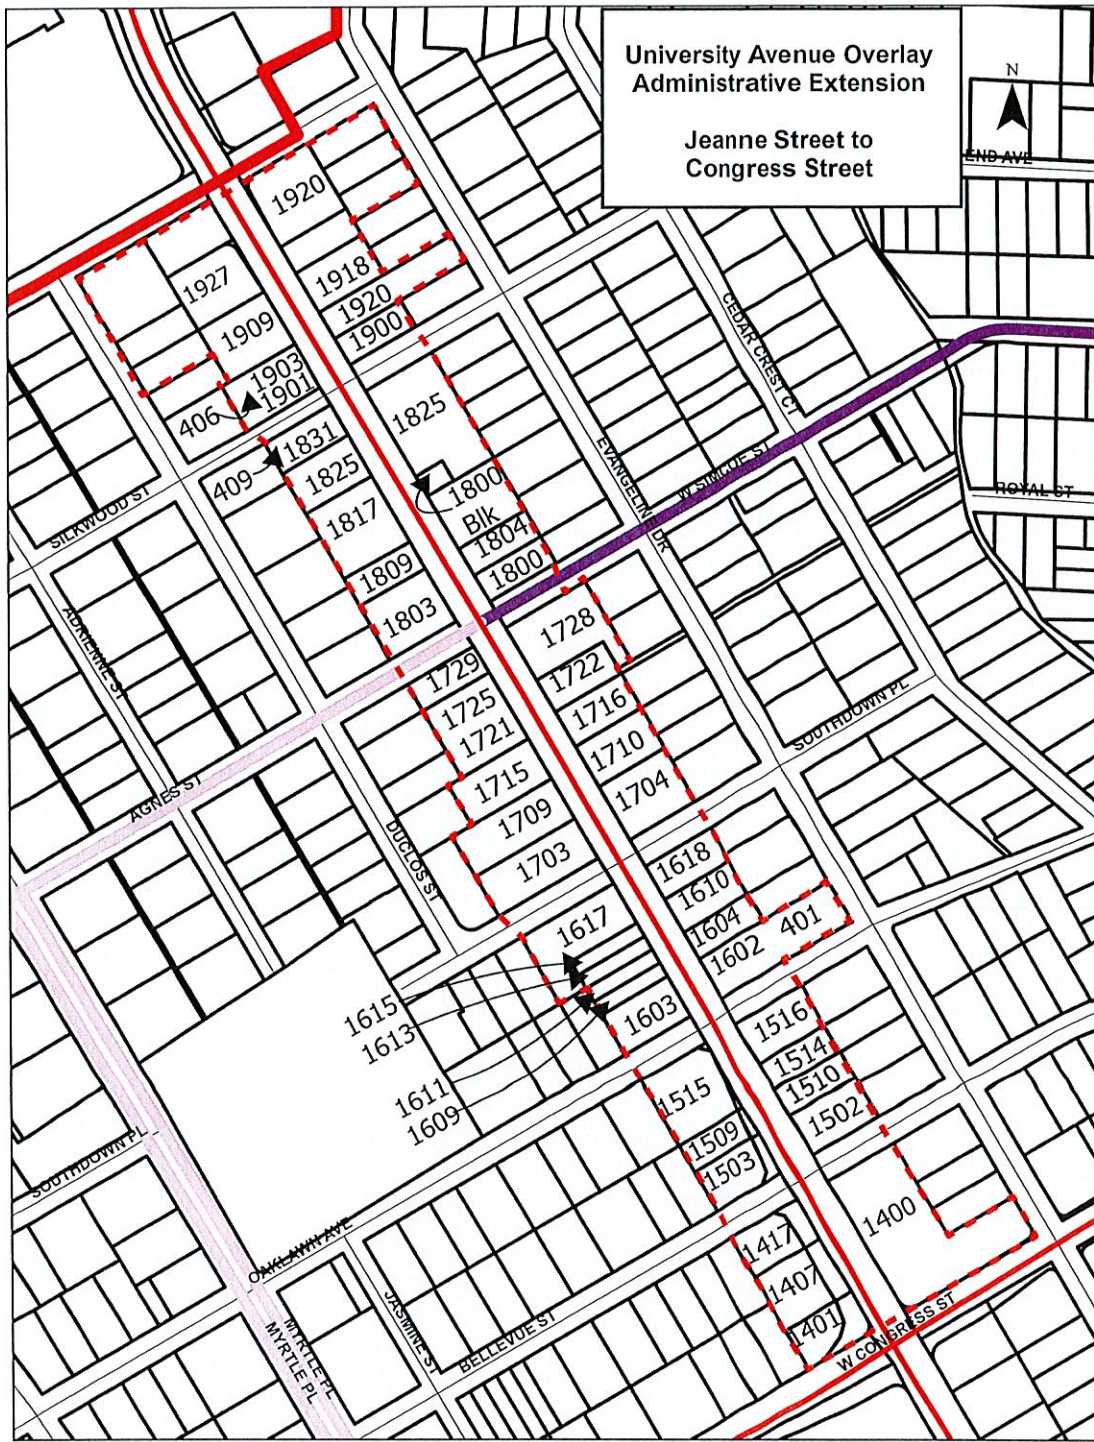 University Avenue Overlay
Administrative Extension
Jeanne Street to
Congress Street
N
END AVE
1920
1927
1918
1909
1920
1900
1903
1901
406
CEDAR CREST CT
1825
1831
409
1825
EVANGELINE DR
W SIMCOE ST
ROYAL CT
SILKWOOD ST
1800
Blk
1817
1804
1800
1809
1803
ADRIENNE ST
1728
1729
1722
1725
1716
1721
1710
SOUTHDOWN PL
1715
1704
AGNES ST
1709
DUCLOS ST
1703
1618
1610
1604
401
1617
1602
1615
1613
1603
1516
1514
1611
1510
1609
1515
1502
1509
1503
SOUTHDOWN PL
1400
1417
OAKLAWN AVE
1407
JASMINE ST
MYRTLE PL
MYRTLE PL
BELLEVUE ST
1401
W CONGRESS ST